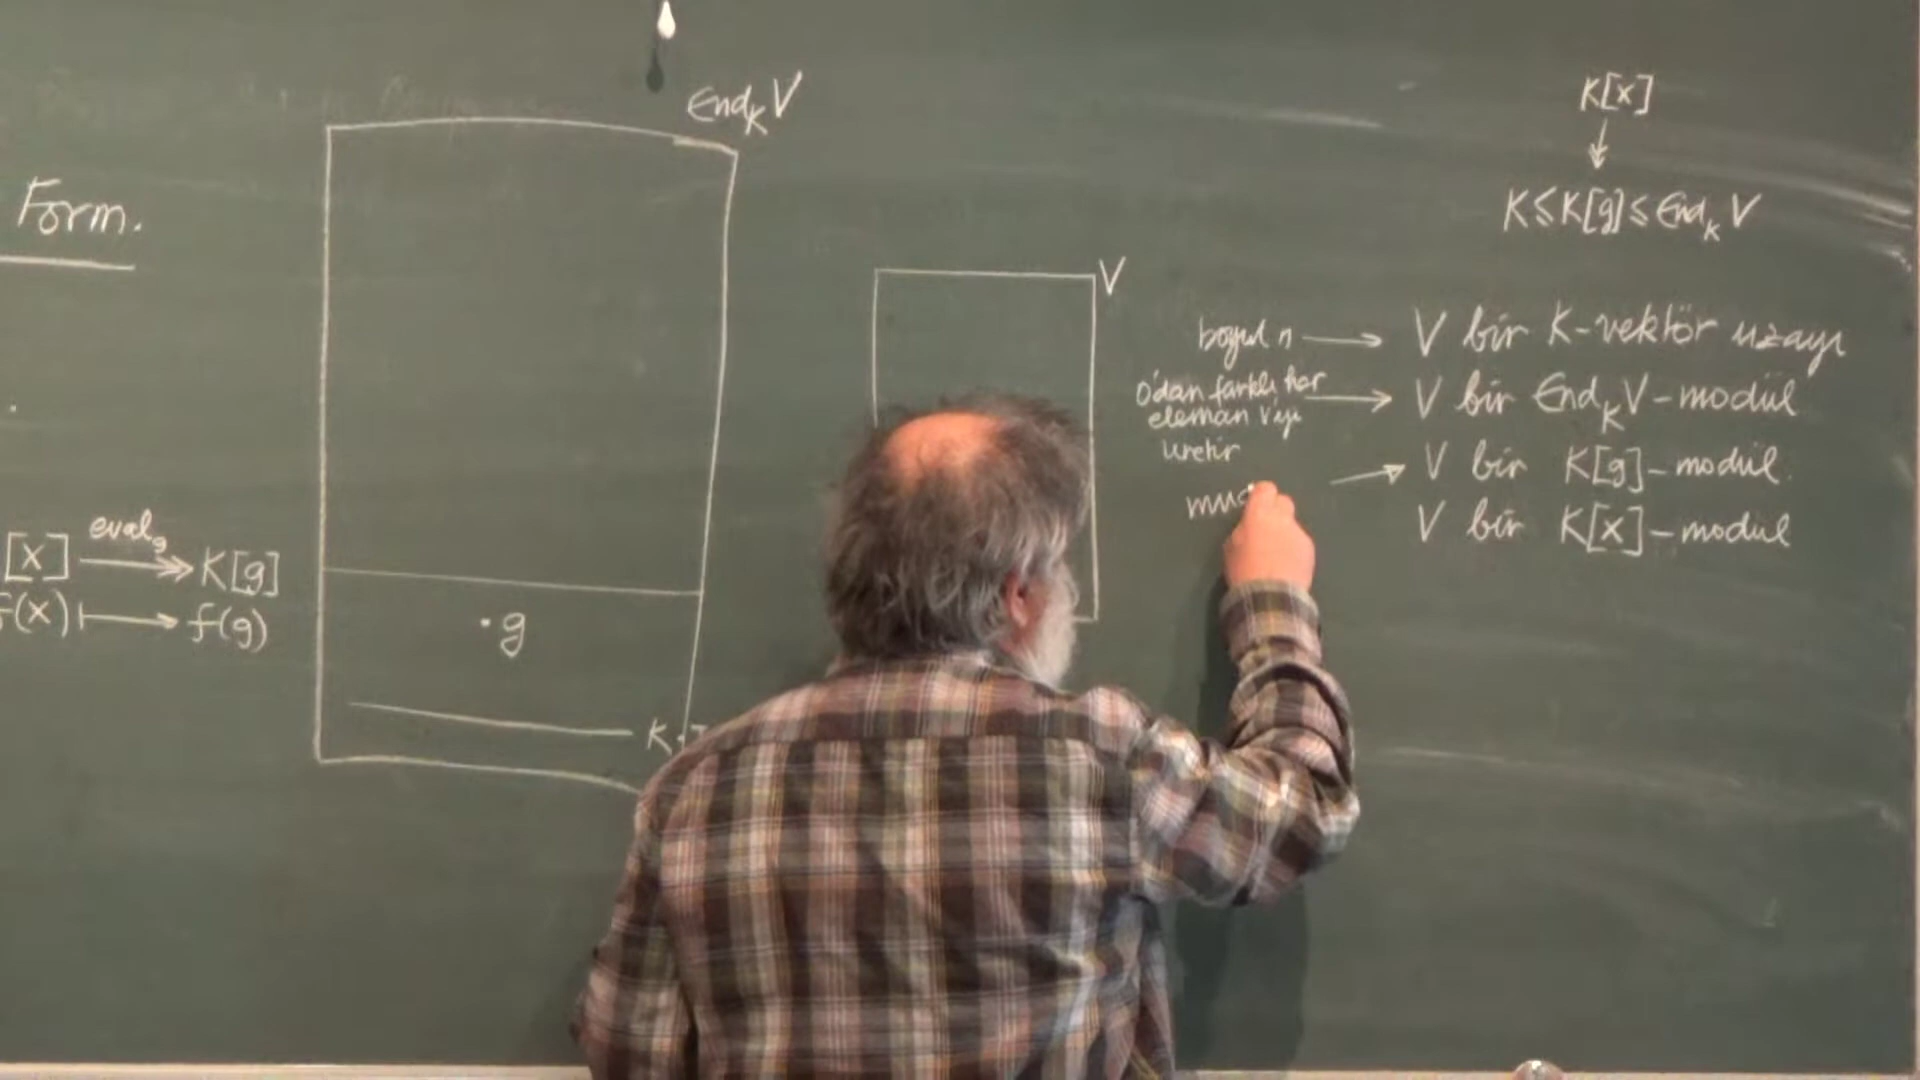 Form.
[x] eval_g ↠ K[g]
f(x) ↦ f(g)
End_K V
· g
K·
V
K[x]
↓
K ≤ K[g] ≤ End_K V
boyut n → V bir K-vektör uzayı
0'dan farklı her eleman V'yi üretir → V bir End_K V-modül
→ V bir K[g]-modül.
V bir K[x]-modül